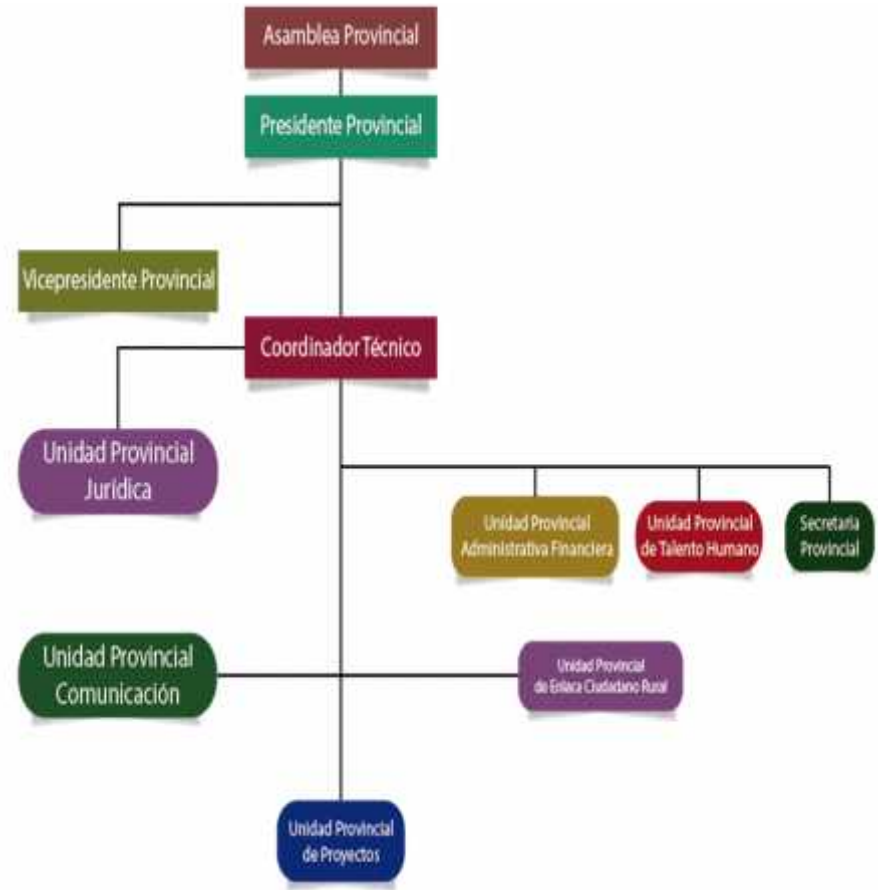 Asamblea Provincial
Presidente Provincial
Vicepresidente Provincial
Coordinador Técnico
Unidad Provincial
Jurídica
Unidad Provincial
Administrativa Financiera
Unidad Provincial
de Talento Humano
Secretaria
Provincial
Unidad Provincial
Comunicación
Unidad Provincial
de Enlaca Ciudadano Rural
Unidad Provincial
de Proyectos